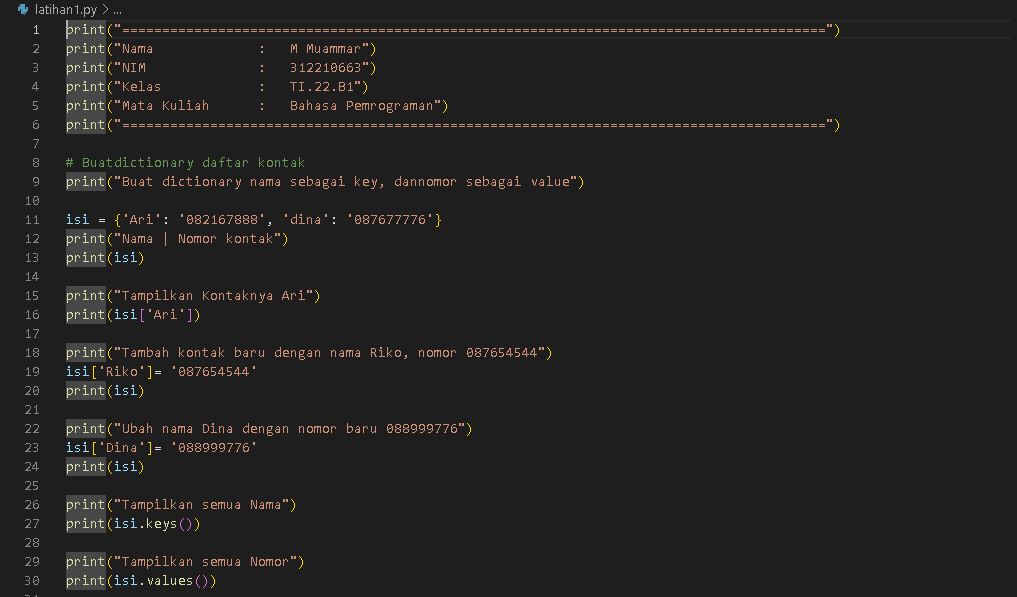 latihan1.py > ...
1 print("========================================================================================")
2 print("Nama             :   M Muammar")
3 print("NIM              :   312210663")
4 print("Kelas            :   TI.22.B1")
5 print("Mata Kuliah      :   Bahasa Pemrograman")
6 print("========================================================================================")
7
8 # Buatdictionary daftar kontak
9 print("Buat dictionary nama sebagai key, dannomor sebagai value")
10
11 isi = {'Ari': '082167888', 'dina': '087677776'}
12 print("Nama | Nomor kontak")
13 print(isi)
14
15 print("Tampilkan Kontaknya Ari")
16 print(isi['Ari'])
17
18 print("Tambah kontak baru dengan nama Riko, nomor 087654544")
19 isi['Riko']= '087654544'
20 print(isi)
21
22 print("Ubah nama Dina dengan nomor baru 088999776")
23 isi['Dina']= '088999776'
24 print(isi)
25
26 print("Tampilkan semua Nama")
27 print(isi.keys())
28
29 print("Tampilkan semua Nomor")
30 print(isi.values())